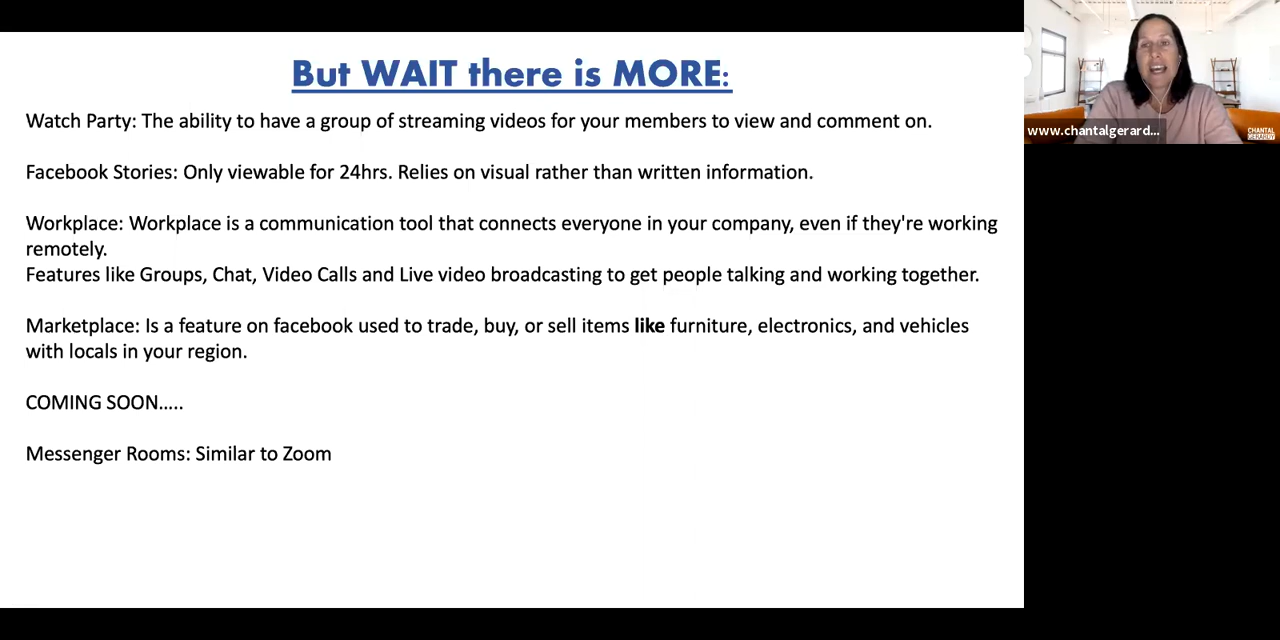 But WAIT there is MORE:
Watch Party: The ability to have a group of streaming videos for your members to view and comment on.
Facebook Stories: Only viewable for 24hrs. Relies on visual rather than written information.
Workplace: Workplace is a communication tool that connects everyone in your company, even if they're working
remotely.
Features like Groups, Chat, Video Calls and Live video broadcasting to get people talking and working together.
Marketplace: Is a feature on facebook used to trade, buy, or sell items like furniture, electronics, and vehicles
with locals in your region.
COMING SOON.....
Messenger Rooms: Similar to Zoom
www.chantalgerard...
CHANTAL
GERARDY